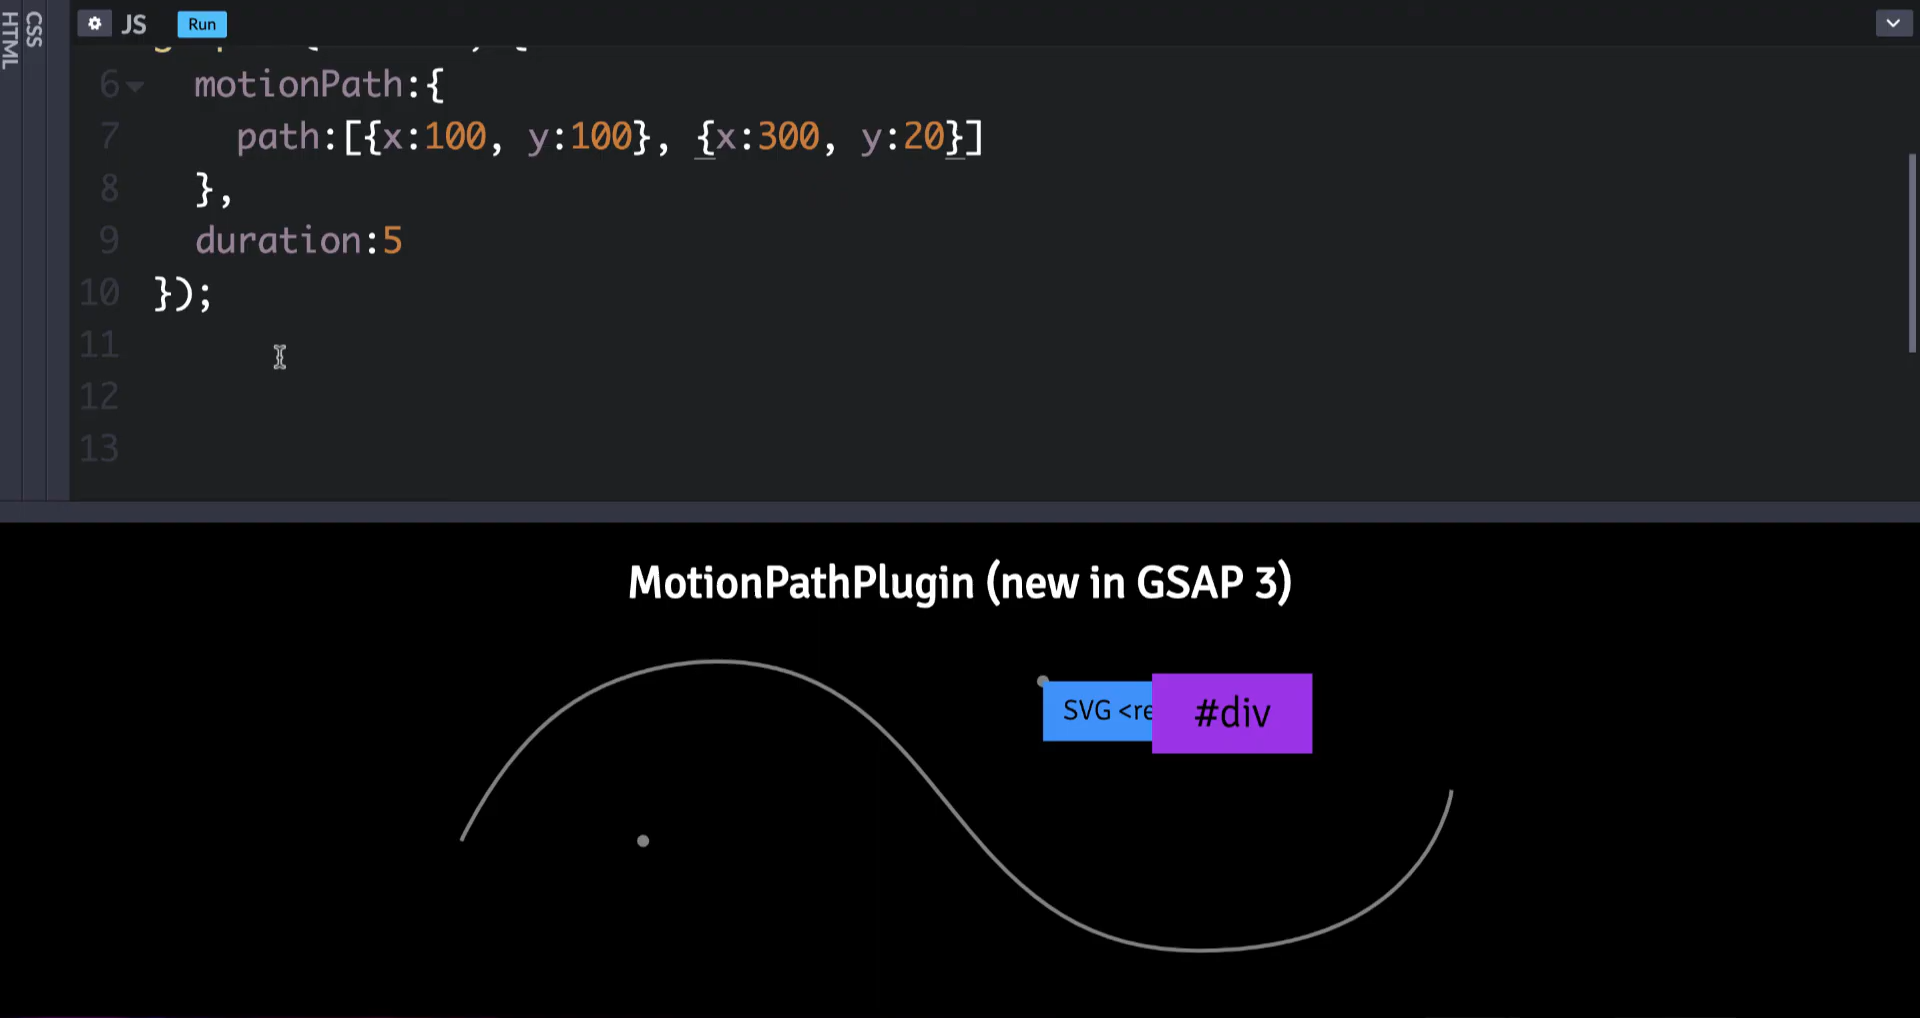 HTML
CSS
JS
Run
6 motionPath:{
7 path:[{x:100, y:100}, {x:300, y:20}]
8 },
9 duration:5
10 });
11
12
13
MotionPathPlugin (new in GSAP 3)
SVG <re
#div